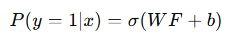 P(y = 1|x) = σ(WF + b)